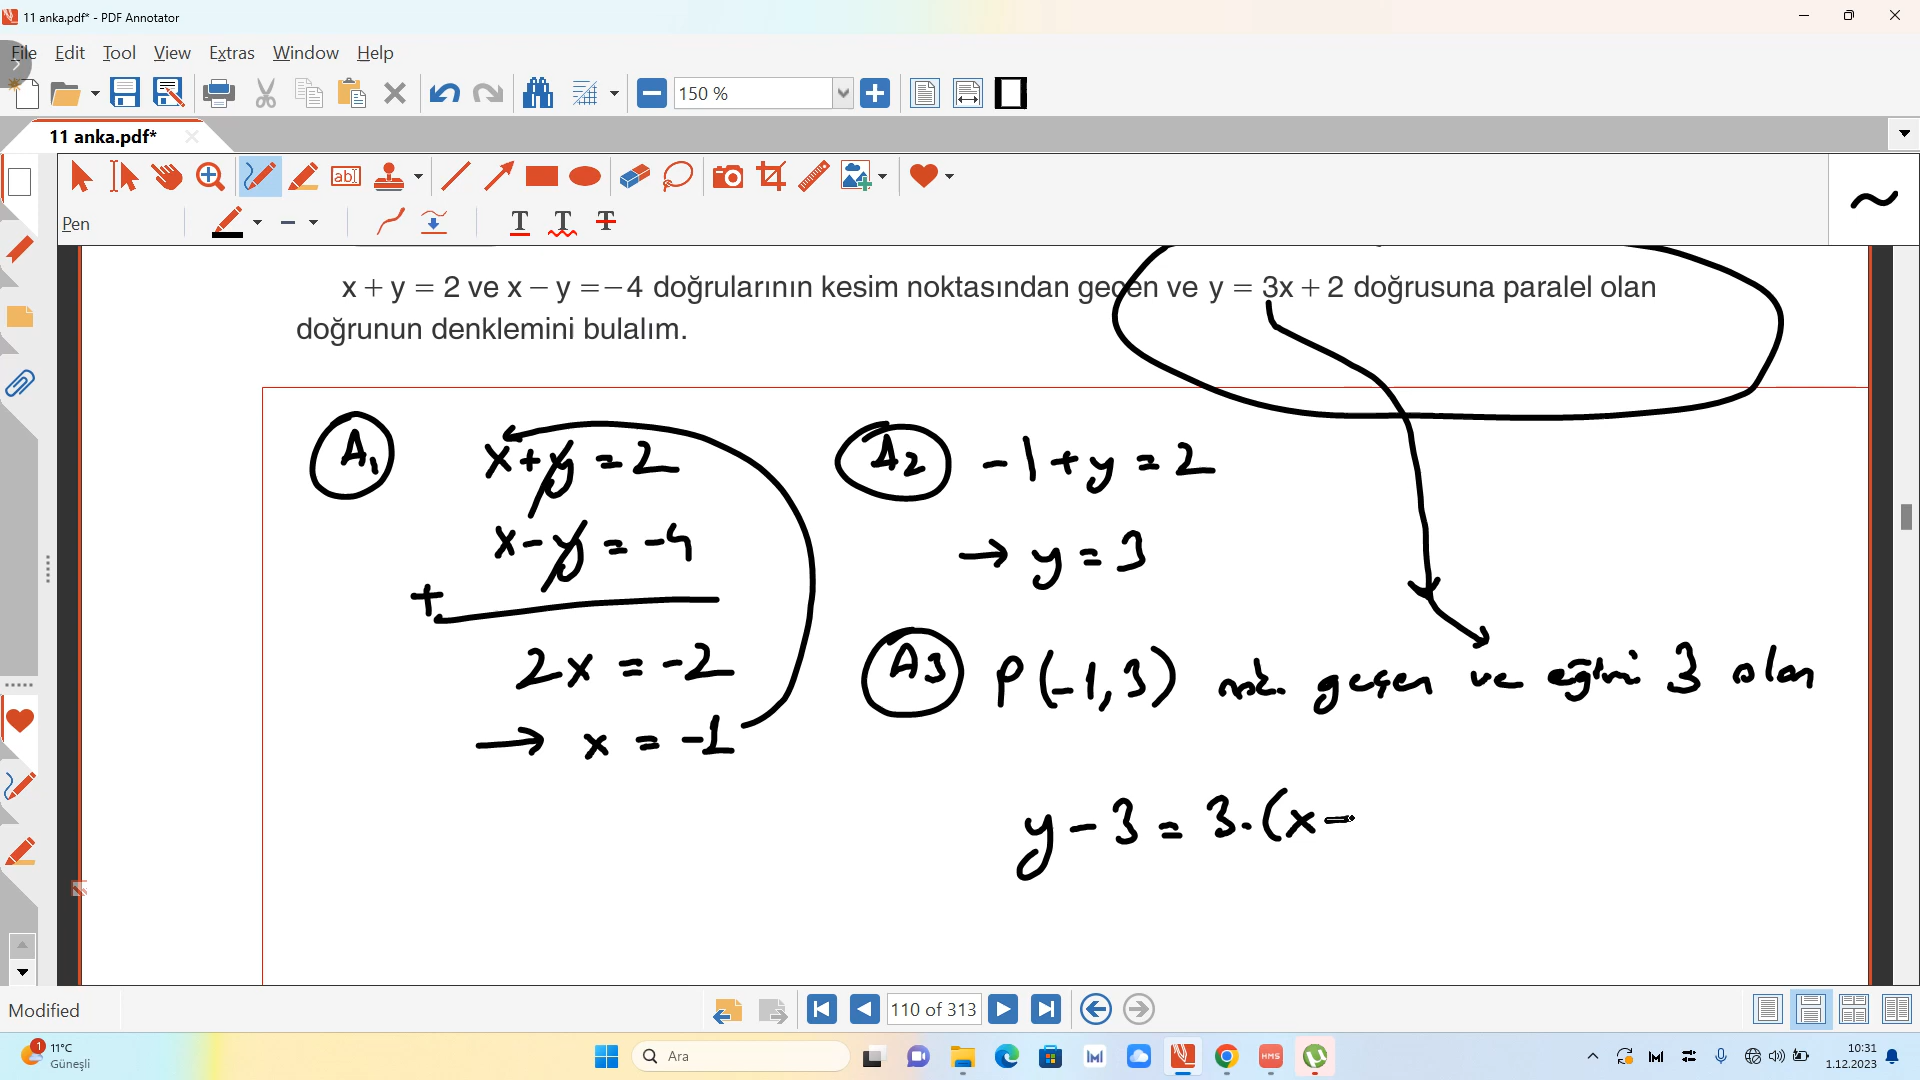 11 anka.pdf* - PDF Annotator
File Edit Tool View Extras Window Help
150 %
11 anka.pdf*
Pen
x + y = 2 ve x − y = −4 doğrularının kesim noktasından geçen ve y = 3x + 2 doğrusuna paralel olan
doğrunun denklemini bulalım.
A1 x + y = 2
x - y = -4
+
2x = -2
→ x = -1
A2 -1 + y = 2
→ y = 3
A3 P(-1, 3) nok. geçen ve eğimi 3 olan
y - 3 = 3.(x -
Modified
110 of 313
1
11°C
Güneşli
Ara
HMS
10:31
1.12.2023